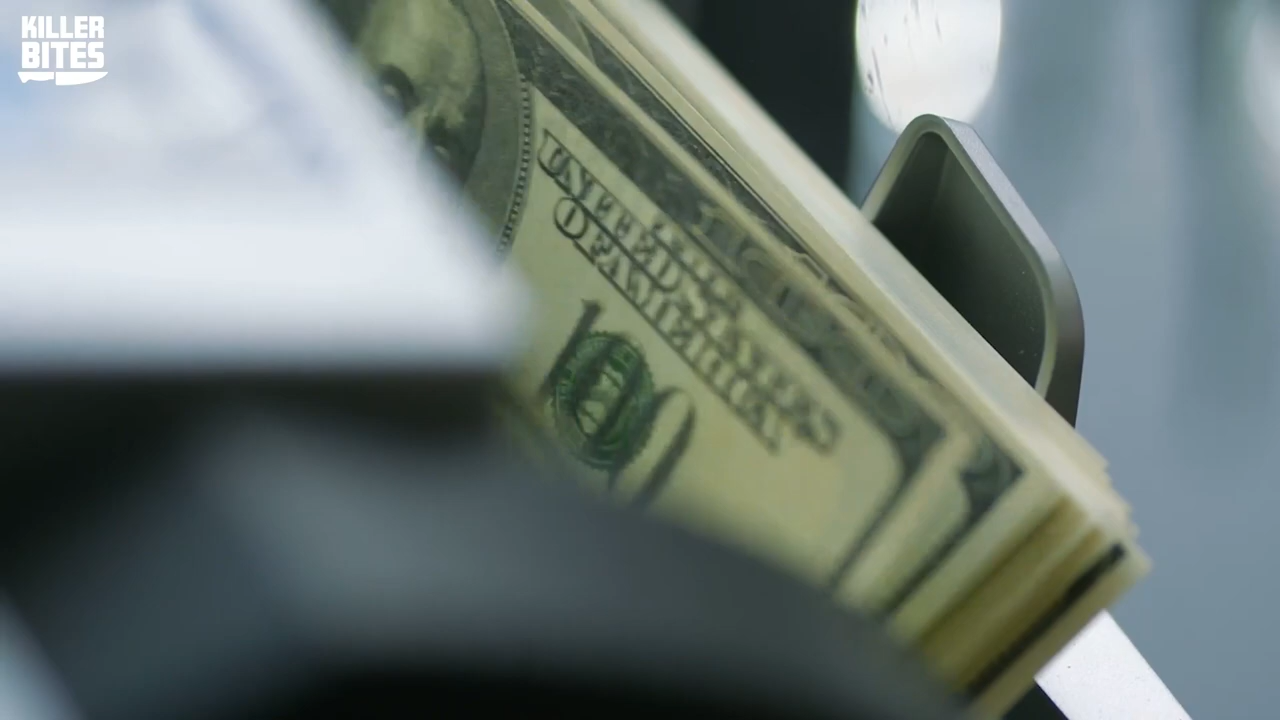 KILLER
BITES
UNITED STATES
OF AMERICA
100